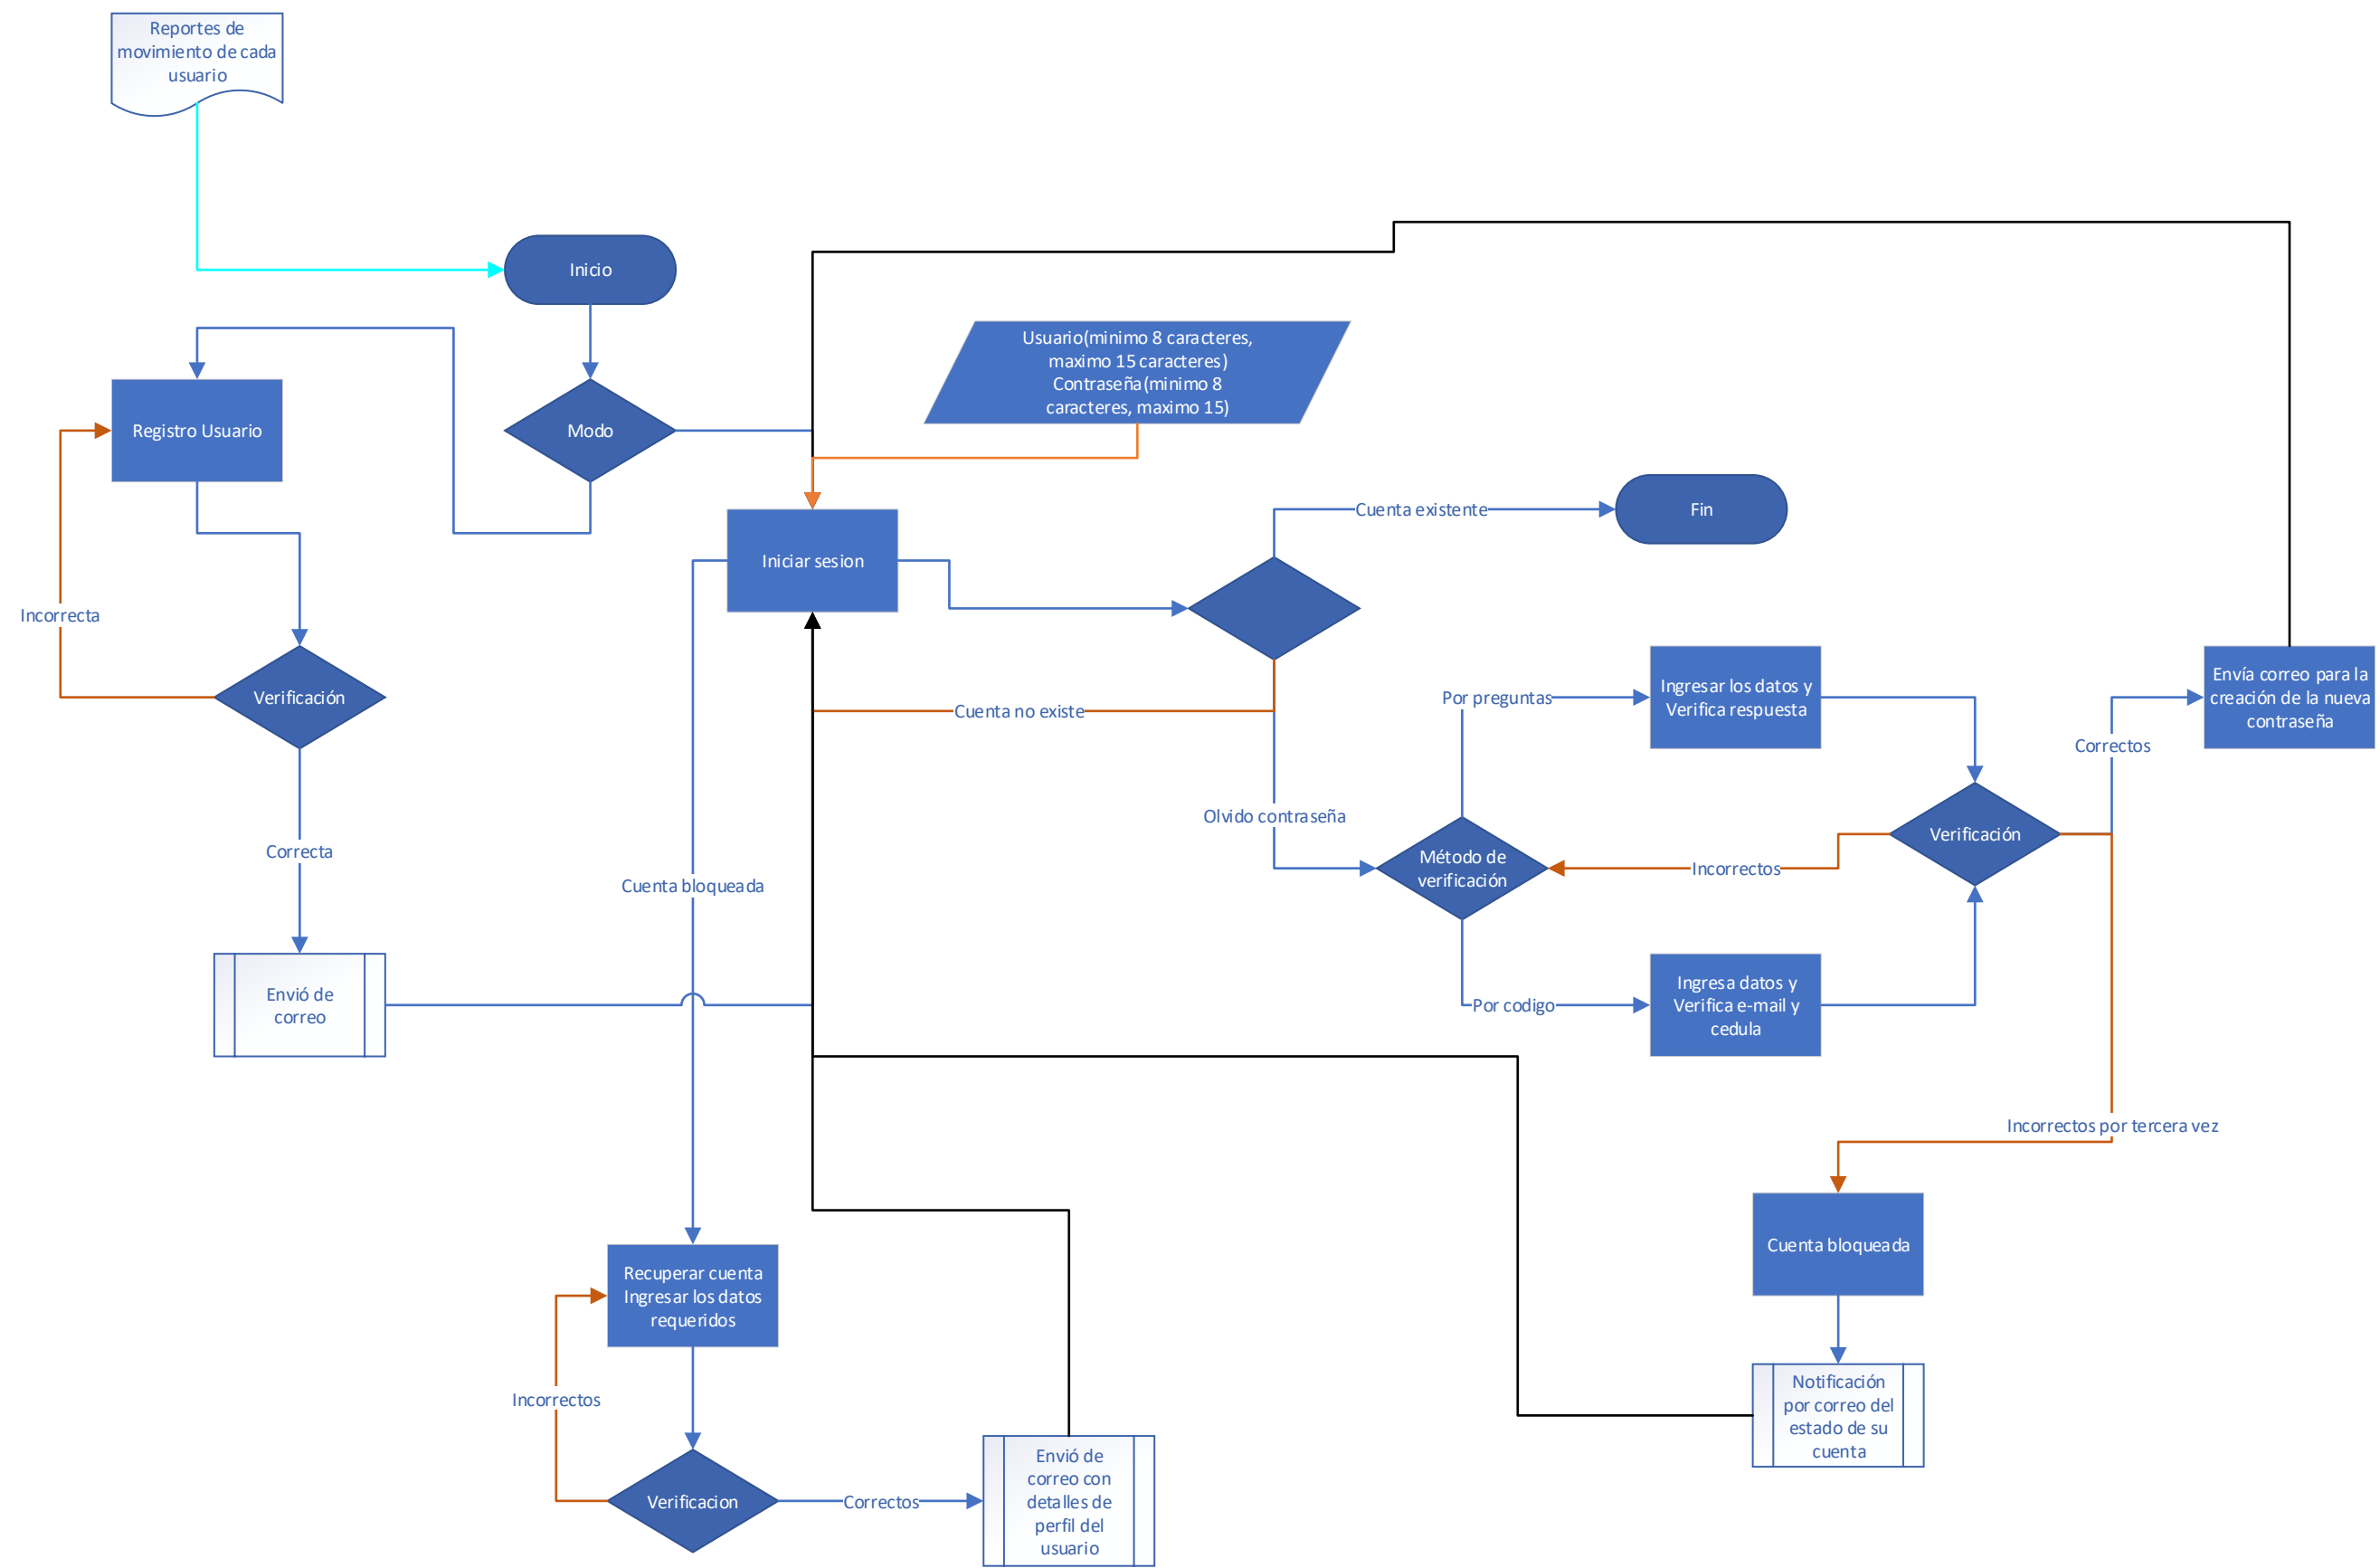 Reportes de
movimiento de cada
usuario
Inicio
Usuario(minimo 8 caracteres,
maximo 15 caracteres)
Contraseña(minimo 8
caracteres, maximo 15)
Registro Usuario
Modo
Cuenta existente
Fin
Iniciar sesion
Incorrecta
Verificación
Cuenta no existe
Por preguntas
Ingresar los datos y
Verifica respuesta
Envía correo para la
creación de la nueva
contraseña
Correctos
Olvido contraseña
Verificación
Método de
verificación
Incorrectos
Correcta
Cuenta bloqueada
Envió de
correo
Por codigo
Ingresa datos y
Verifica e-mail y
cedula
Incorrectos por tercera vez
Cuenta bloqueada
Recuperar cuenta
Ingresar los datos
requeridos
Incorrectos
Notificación
por correo del
estado de su
cuenta
Verificacion
Correctos
Envió de
correo con
detalles de
perfil del
usuario